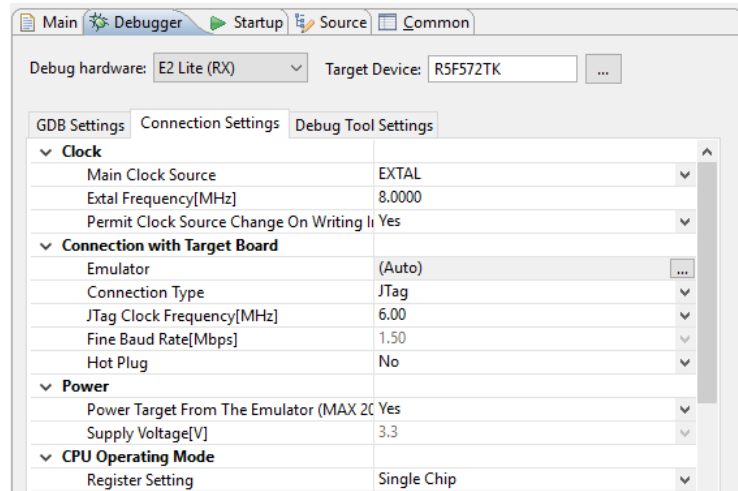 Main Debugger Startup Source Common
Debug hardware: E2 Lite (RX) Target Device: R5F572TK ...
GDB Settings Connection Settings Debug Tool Settings
Clock
Main Clock Source EXTAL
Extal Frequency[MHz] 8.0000
Permit Clock Source Change On Writing I Yes
Connection with Target Board
Emulator (Auto) ...
Connection Type JTag
JTag Clock Frequency[MHz] 6.00
Fine Baud Rate[Mbps] 1.50
Hot Plug No
Power
Power Target From The Emulator (MAX 20 Yes
Supply Voltage[V] 3.3
CPU Operating Mode
Register Setting Single Chip